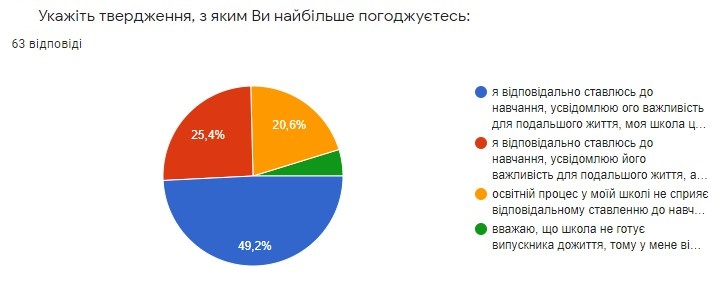 Укажіть твердження, з яким Ви найбільше погоджуєтесь:
63 відповіді
25,4%
20,6%
49,2%
я відповідально ставлюсь до
навчання, усвідомлюю ого важливість
для подальшого життя, моя школа ц...
я відповідально ставлюсь до
навчання, усвідомлюю його
важливість для подальшого життя, а...
освітній процес у моїй школі не сприяє
відповідальному ставленню до навч...
вважаю, що школа не готує
випускника дожиття, тому у мене ві...